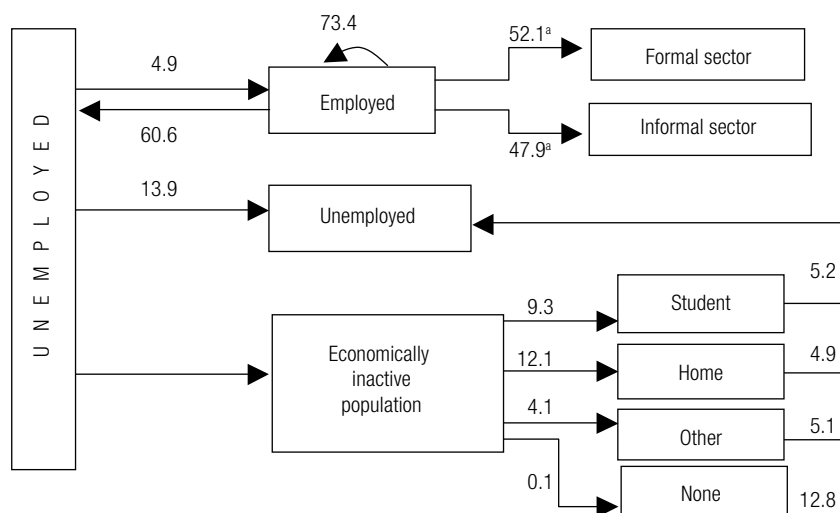 73.4
52.1ª
Formal sector
4.9
Employed
Informal sector
60.6
47.9ª
UNEMPLOYED
13.9
Unemployed
5.2
9.3
Student
Economically
inactive
population
12.1
Home
4.9
4.1
Other
5.1
0.1
None
12.8